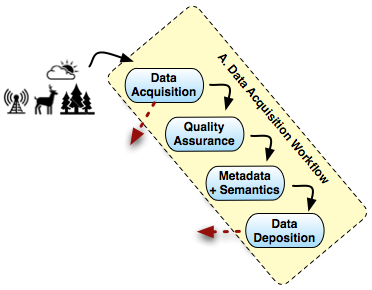 A. Data Acquisition Workflow
Data
Acquisition
Quality
Assurance
Metadata
+ Semantics
Data
Deposition